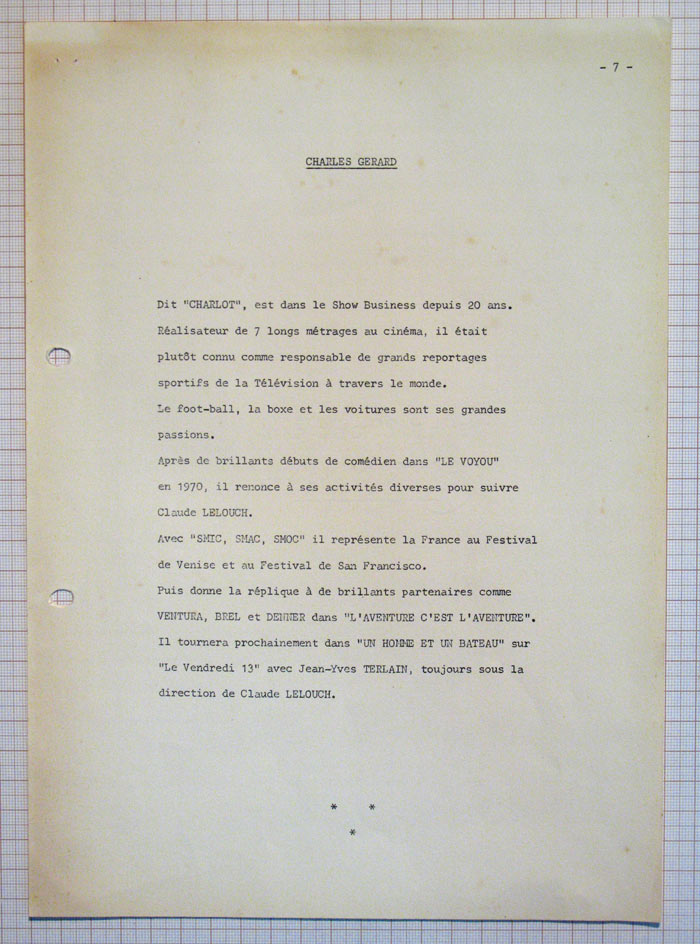 - 7 -
CHARLES GERARD
Dit "CHARLOT", est dans le Show Business depuis 20 ans.
Réalisateur de 7 longs métrages au cinéma, il était
plutôt connu comme responsable de grands reportages
sportifs de la Télévision à travers le monde.
Le foot-ball, la boxe et les voitures sont ses grandes
passions.
Après de brillants débuts de comédien dans "LE VOYOU"
en 1970, il renonce à ses activités diverses pour suivre
Claude LELOUCH.
Avec "SMIC, SMAC, SMOC" il représente la France au Festival
de Venise et au Festival de San Francisco.
Puis donne la réplique à de brillants partenaires comme
VENTURA, BREL et DENNER dans "L'AVENTURE C'EST L'AVENTURE".
Il tournera prochainement dans "UN HOMME ET UN BATEAU" sur
"Le Vendredi 13" avec Jean-Yves TERLAIN, toujours sous la
direction de Claude LELOUCH.
* *
*